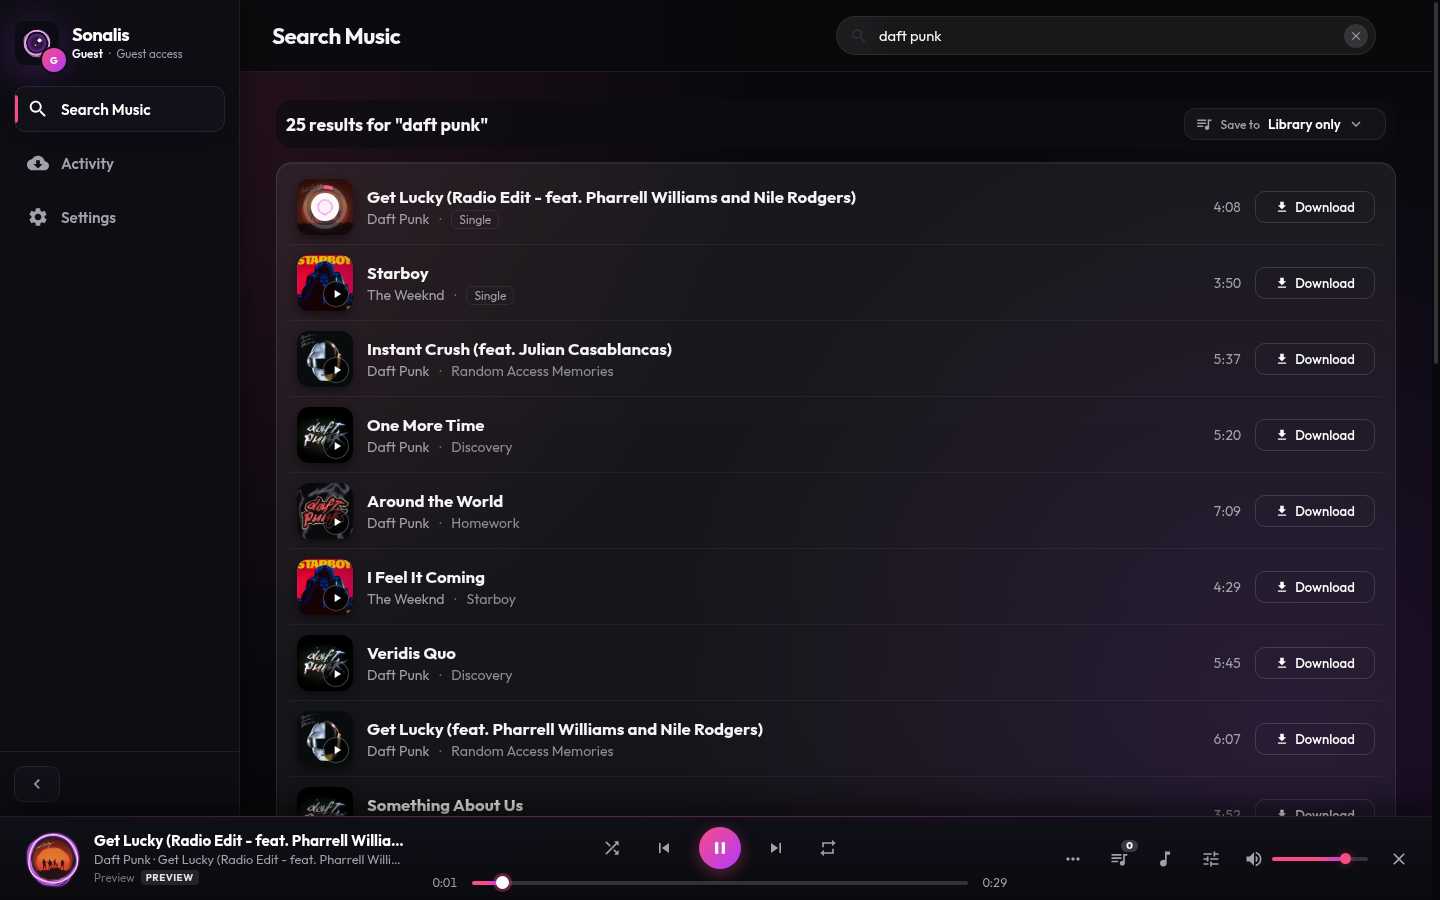 Sonalis
G
Guest · Guest access
Search Music
Activity
Settings
Search Music
daft punk
25 results for "daft punk"
Save to Library only
Get Lucky (Radio Edit - feat. Pharrell Williams and Nile Rodgers)
Daft Punk · Single
4:08
Download
STARBOY
Starboy
The Weeknd · Single
3:50
Download
Instant Crush (feat. Julian Casablancas)
Daft Punk · Random Access Memories
5:37
Download
One More Time
Daft Punk · Discovery
5:20
Download
Around the World
Daft Punk · Homework
7:09
Download
STARBOY
I Feel It Coming
The Weeknd · Starboy
4:29
Download
Veridis Quo
Daft Punk · Discovery
5:45
Download
Get Lucky (feat. Pharrell Williams and Nile Rodgers)
Daft Punk · Random Access Memories
6:07
Download
Something About Us
3:52
Download
Get Lucky (Radio Edit - feat. Pharrell Willia...
Daft Punk · Get Lucky (Radio Edit - feat. Pharrell Willi...
Preview PREVIEW
0:01
0:29
0